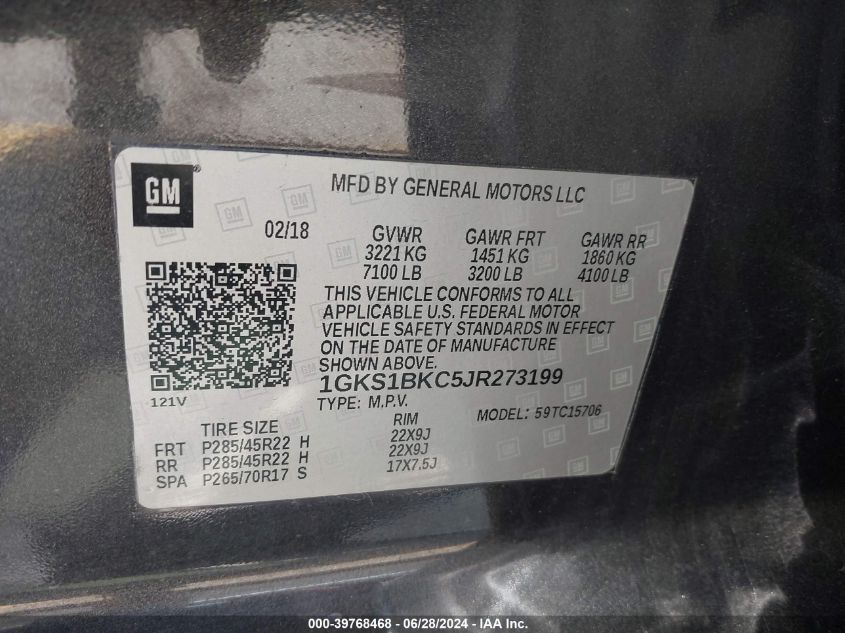 GM
MFD BY GENERAL MOTORS LLC
02/18 GVWR GAWR FRT GAWR RR
3221 KG 1451 KG 1860 KG
7100 LB 3200 LB 4100 LB
THIS VEHICLE CONFORMS TO ALL
APPLICABLE U.S. FEDERAL MOTOR
VEHICLE SAFETY STANDARDS IN EFFECT
ON THE DATE OF MANUFACTURE
SHOWN ABOVE.
1GKS1BKC5JR273199
121V
TYPE: M.P.V. MODEL: 59TC15706
TIRE SIZE RIM
FRT P285/45R22 H 22X9J
RR P285/45R22 H 22X9J
SPA P265/70R17 S 17X7.5J
000-39768468 - 06/28/2024 - IAA Inc.